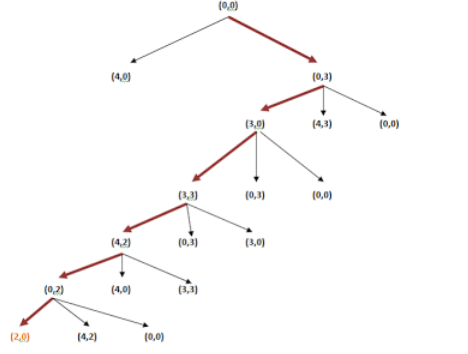 (0,0)
(4,0) (0,3)
(3,0) (4,3) (0,0)
(3,3) (0,3) (0,0)
(4,2) (0,3) (3,0)
(0,2) (4,0) (3,3)
(2,0) (4,2) (0,0)